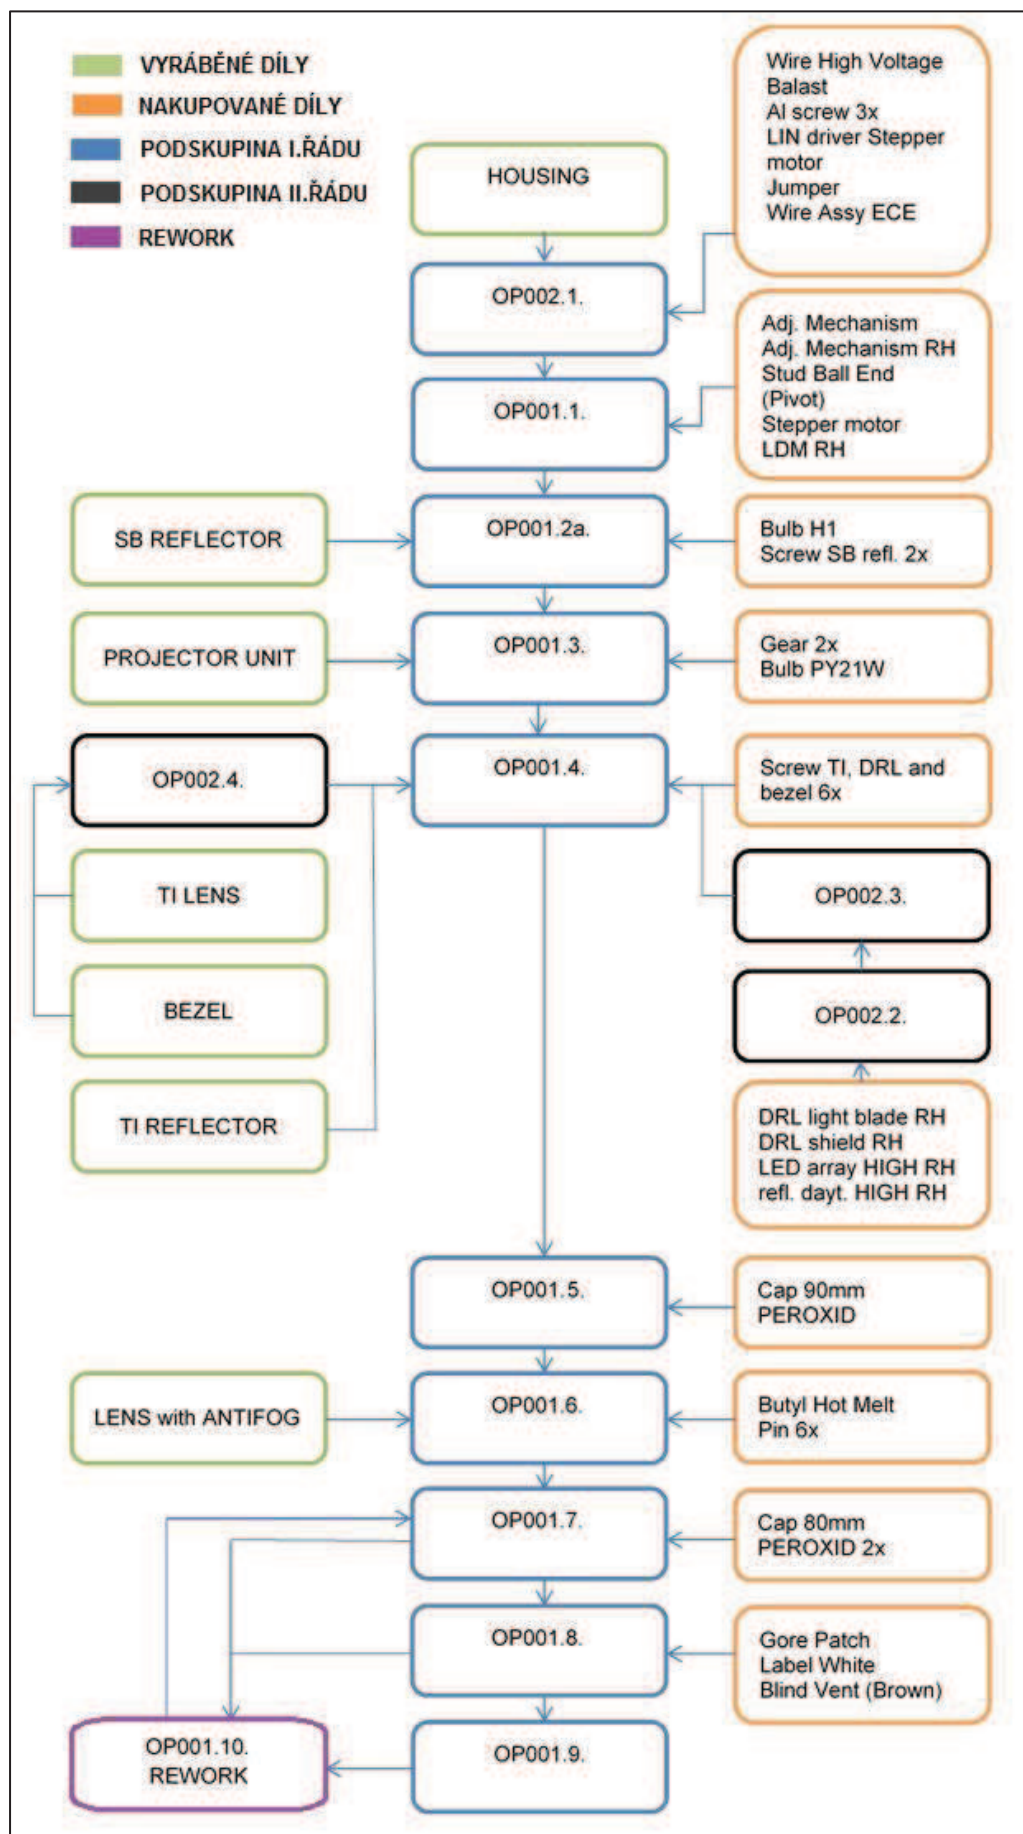 VYRÁBĚNÉ DÍLY
NAKUPOVANÉ DÍLY
PODSKUPINA I.ŘÁDU
PODSKUPINA II.ŘÁDU
REWORK
HOUSING
Wire High Voltage
Balast
Al screw 3x
LIN driver Stepper
motor
Jumper
Wire Assy ECE
OP002.1.
Adj. Mechanism
Adj. Mechanism RH
Stud Ball End
(Pivot)
Stepper motor
LDM RH
OP001.1.
SB REFLECTOR
OP001.2a.
Bulb H1
Screw SB refl. 2x
PROJECTOR UNIT
OP001.3.
Gear 2x
Bulb PY21W
OP002.4.
OP001.4.
Screw TI, DRL and
bezel 6x
TI LENS
OP002.3.
BEZEL
OP002.2.
TI REFLECTOR
DRL light blade RH
DRL shield RH
LED array HIGH RH
refl. dayt. HIGH RH
OP001.5.
Cap 90mm
PEROXID
LENS with ANTIFOG
OP001.6.
Butyl Hot Melt
Pin 6x
OP001.7.
Cap 80mm
PEROXID 2x
OP001.8.
Gore Patch
Label White
Blind Vent (Brown)
OP001.10.
REWORK
OP001.9.